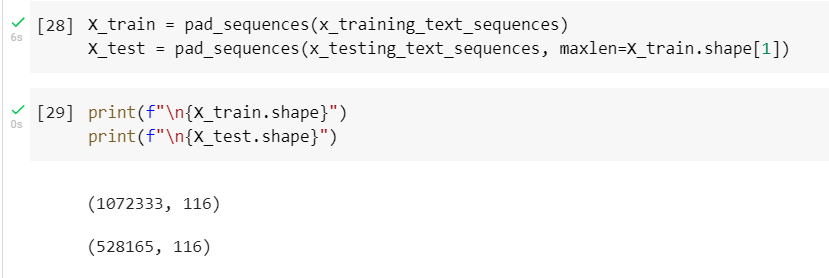 [28] X_train = pad_sequences(x_training_text_sequences)
6s
X_test = pad_sequences(x_testing_text_sequences, maxlen=X_train.shape[1])
[29] print(f"\n{X_train.shape}")
0s
print(f"\n{X_test.shape}")
(1072333, 116)
(528165, 116)